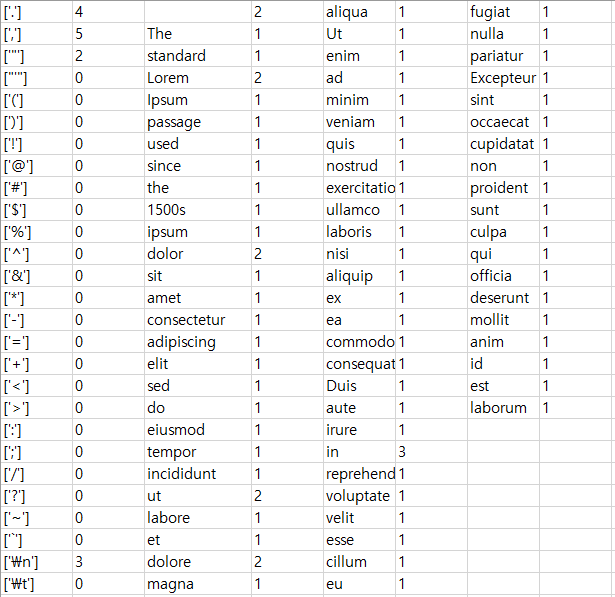 ['.'] 4 2 aliqua 1 fugiat 1
[','] 5 The 1 Ut 1 nulla 1
['"'] 2 standard 1 enim 1 pariatur 1
["'"] 0 Lorem 2 ad 1 Excepteur 1
['('] 0 Ipsum 1 minim 1 sint 1
[')'] 0 passage 1 veniam 1 occaecat 1
['!'] 0 used 1 quis 1 cupidatat 1
['@'] 0 since 1 nostrud 1 non 1
['#'] 0 the 1 exercitatio 1 proident 1
['$'] 0 1500s 1 ullamco 1 sunt 1
['%'] 0 ipsum 1 laboris 1 culpa 1
['^'] 0 dolor 2 nisi 1 qui 1
['&'] 0 sit 1 aliquip 1 officia 1
['*'] 0 amet 1 ex 1 deserunt 1
['-'] 0 consectetur 1 ea 1 mollit 1
['='] 0 adipiscing 1 commodo 1 anim 1
['+'] 0 elit 1 consequat 1 id 1
['<'] 0 sed 1 Duis 1 est 1
['>'] 0 do 1 aute 1 laborum 1
[':'] 0 eiusmod 1 irure 1
[';'] 0 tempor 1 in 3
['/'] 0 incididunt 1 reprehend 1
['?'] 0 ut 2 voluptate 1
['~'] 0 labore 1 velit 1
['`'] 0 et 1 esse 1
['₩n'] 3 dolore 2 cillum 1
['₩t'] 0 magna 1 eu 1